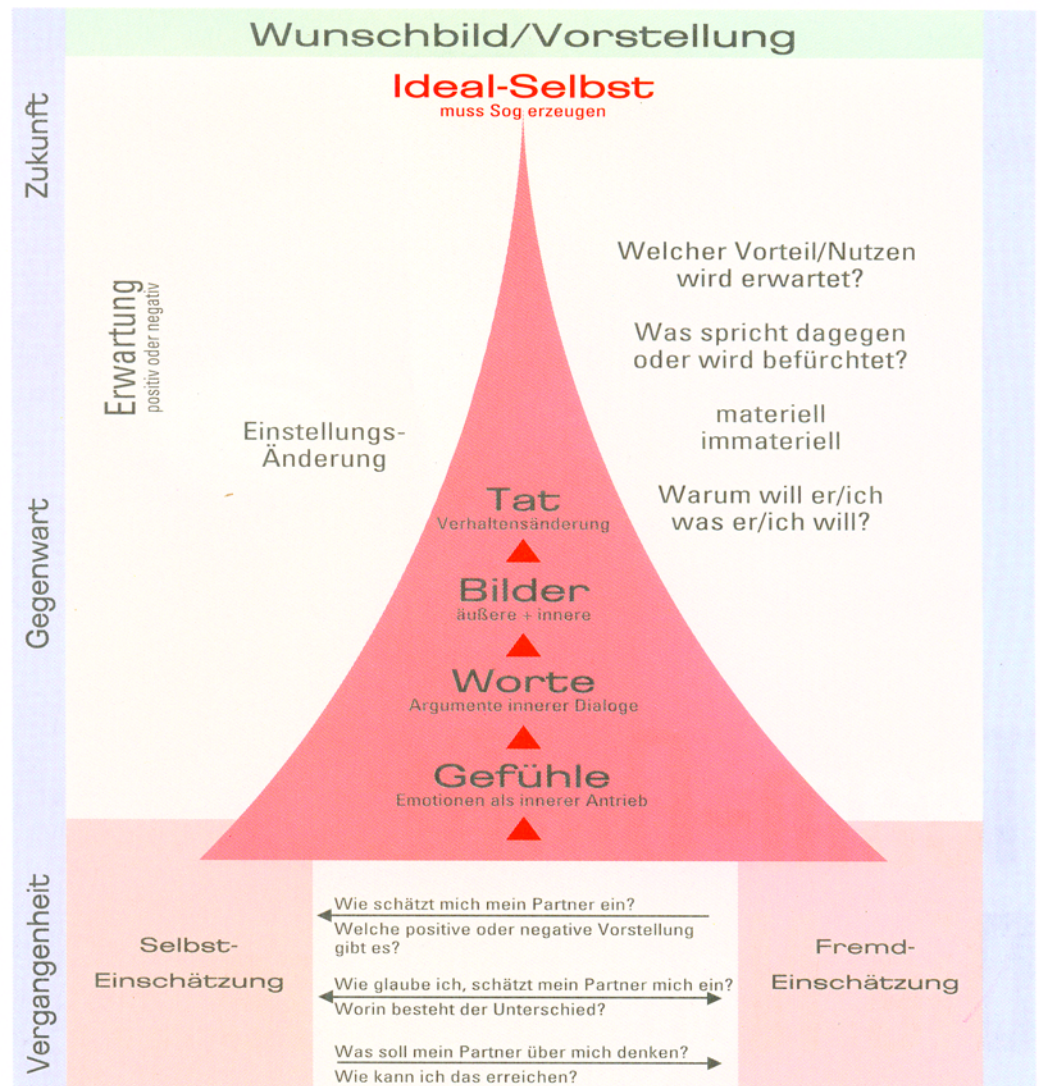 Wunschbild/Vorstellung
Ideal-Selbst
muss Sog erzeugen
Zukunft
Welcher Vorteil/Nutzen
wird erwartet?
Erwartung
positiv oder negativ
Was spricht dagegen
oder wird befürchtet?
materiell
immateriell
Einstellungs-
Änderung
Warum will er/ich
was er/ich will?
Gegenwart
Tat
Verhaltensänderung
Bilder
äußere + innere
Worte
Argumente innerer Dialoge
Gefühle
Emotionen als innerer Antrieb
Vergangenheit
Selbst-
Einschätzung
Wie schätzt mich mein Partner ein?
Welche positive oder negative Vorstellung
gibt es?
Wie glaube ich, schätzt mein Partner mich ein?
Worin besteht der Unterschied?
Was soll mein Partner über mich denken?
Wie kann ich das erreichen?
Fremd-
Einschätzung